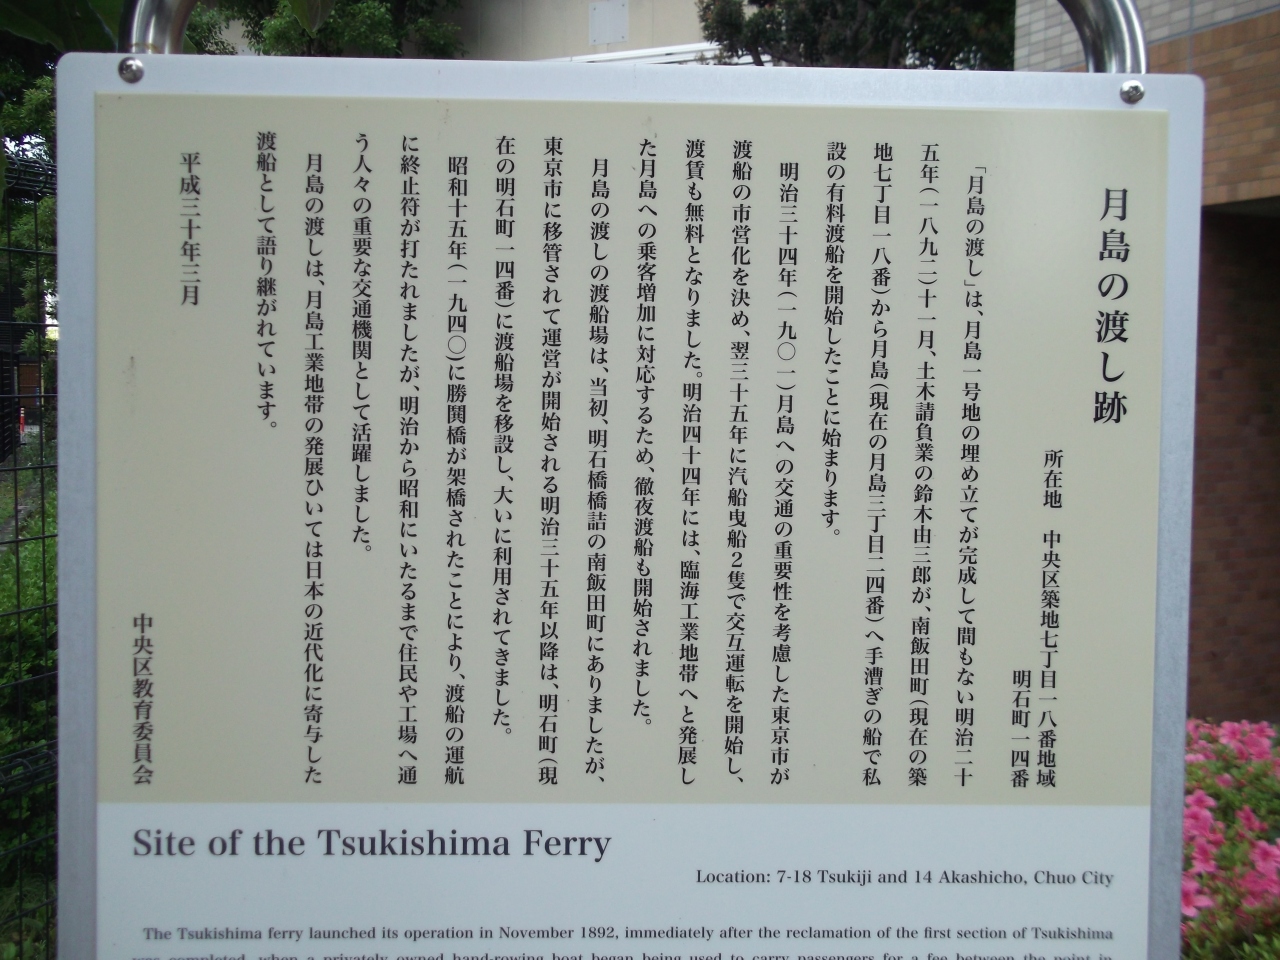 月島の渡し跡
所在地　中央区築地七丁目一八番地域
明石町一四番
「月島の渡し」は、月島一号地の埋め立てが完成して間もない明治二十
五年(一八九二)十一月、土木請負業の鈴木由三郎が、南飯田町(現在の築
地七丁目一八番)から月島(現在の月島三丁目二四番)へ手漕ぎの船で私
設の有料渡船を開始したことに始まります。
明治三十四年(一九〇一)月島への交通の重要性を考慮した東京市が
渡船の市営化を決め、翌三十五年に汽船曳船2隻で交互運転を開始し、
渡賃も無料となりました。明治四十四年には、臨海工業地帯へと発展し
た月島への乗客増加に対応するため、徹夜渡船も開始されました。
月島の渡しの渡船場は、当初、明石橋橋詰の南飯田町にありましたが、
東京市に移管されて運営が開始される明治三十五年以降は、明石町(現
在の明石町一四番)に渡船場を移設し、大いに利用されてきました。
昭和十五年(一九四〇)に勝鬨橋が架橋されたことにより、渡船の運航
に終止符が打たれましたが、明治から昭和にいたるまで住民や工場へ通
う人々の重要な交通機関として活躍しました。
月島の渡しは、月島工業地帯の発展ひいては日本の近代化に寄与した
渡船として語り継がれています。
平成三十年三月
中央区教育委員会
Site of the Tsukishima Ferry
Location: 7-18 Tsukiji and 14 Akashicho, Chuo City
The Tsukishima ferry launched its operation in November 1892, immediately after the reclamation of the first section of Tsukishima
was completed, when a privately owned hand-rowing boat began being used to carry passengers for a fee between the point in